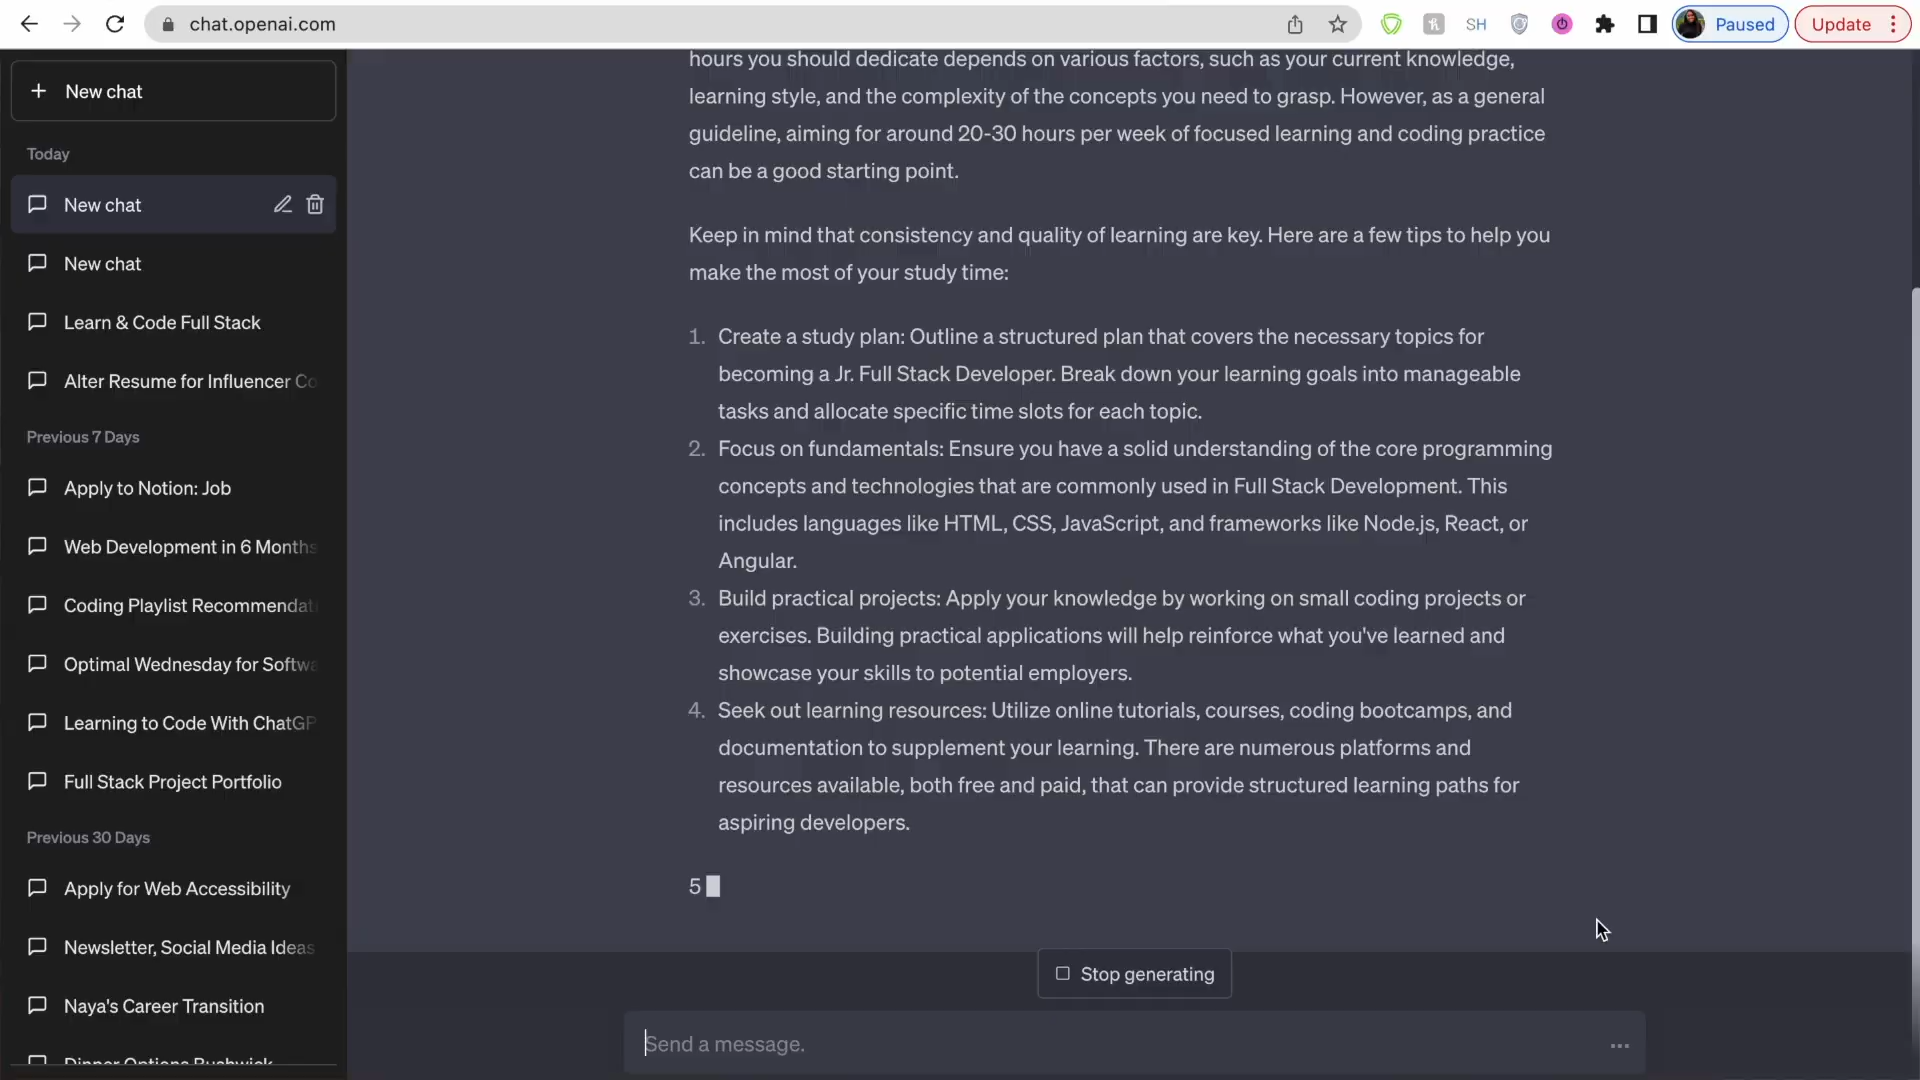 chat.openai.com
SH
Paused
Update
New chat
Today
New chat
New chat
Learn & Code Full Stack
Alter Resume for Influencer Co
Previous 7 Days
Apply to Notion: Job
Web Development in 6 Months
Coding Playlist Recommendat
Optimal Wednesday for Softwa
Learning to Code With ChatGP
Full Stack Project Portfolio
Previous 30 Days
Apply for Web Accessibility
Newsletter, Social Media Ideas
Naya's Career Transition
Dinner Options Bushwick
hours you should dedicate depends on various factors, such as your current knowledge,
learning style, and the complexity of the concepts you need to grasp. However, as a general
guideline, aiming for around 20-30 hours per week of focused learning and coding practice
can be a good starting point.
Keep in mind that consistency and quality of learning are key. Here are a few tips to help you
make the most of your study time:
1. Create a study plan: Outline a structured plan that covers the necessary topics for
becoming a Jr. Full Stack Developer. Break down your learning goals into manageable
tasks and allocate specific time slots for each topic.
2. Focus on fundamentals: Ensure you have a solid understanding of the core programming
concepts and technologies that are commonly used in Full Stack Development. This
includes languages like HTML, CSS, JavaScript, and frameworks like Node.js, React, or
Angular.
3. Build practical projects: Apply your knowledge by working on small coding projects or
exercises. Building practical applications will help reinforce what you've learned and
showcase your skills to potential employers.
4. Seek out learning resources: Utilize online tutorials, courses, coding bootcamps, and
documentation to supplement your learning. There are numerous platforms and
resources available, both free and paid, that can provide structured learning paths for
aspiring developers.
5
Stop generating
Send a message.